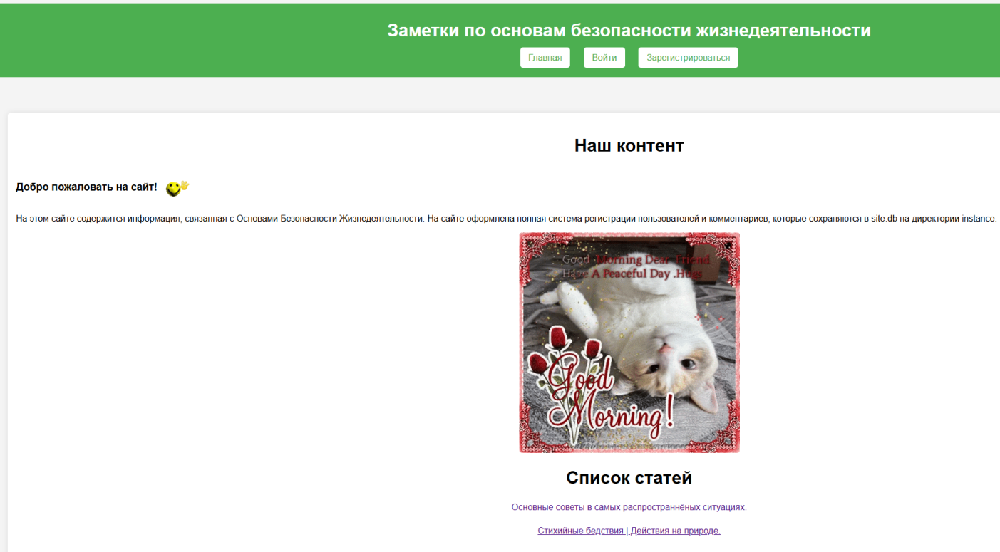 Заметки по основам безопасности жизнедеятельности
Главная Войти Зарегистрироваться
Наш контент
Добро пожаловать на сайт!
На этом сайте содержится информация, связанная с Основами Безопасности Жизнедеятельности. На сайте оформлена полная система регистрации пользователей и комментариев, которые сохраняются в site.db на директории instance.
Good Morning Dear Friend
Have A Peaceful Day .Hugs
Good
Morning!
Список статей
Основные советы в самых распространнёных ситуациях.
Стихийные бедствия | Действия на природе.